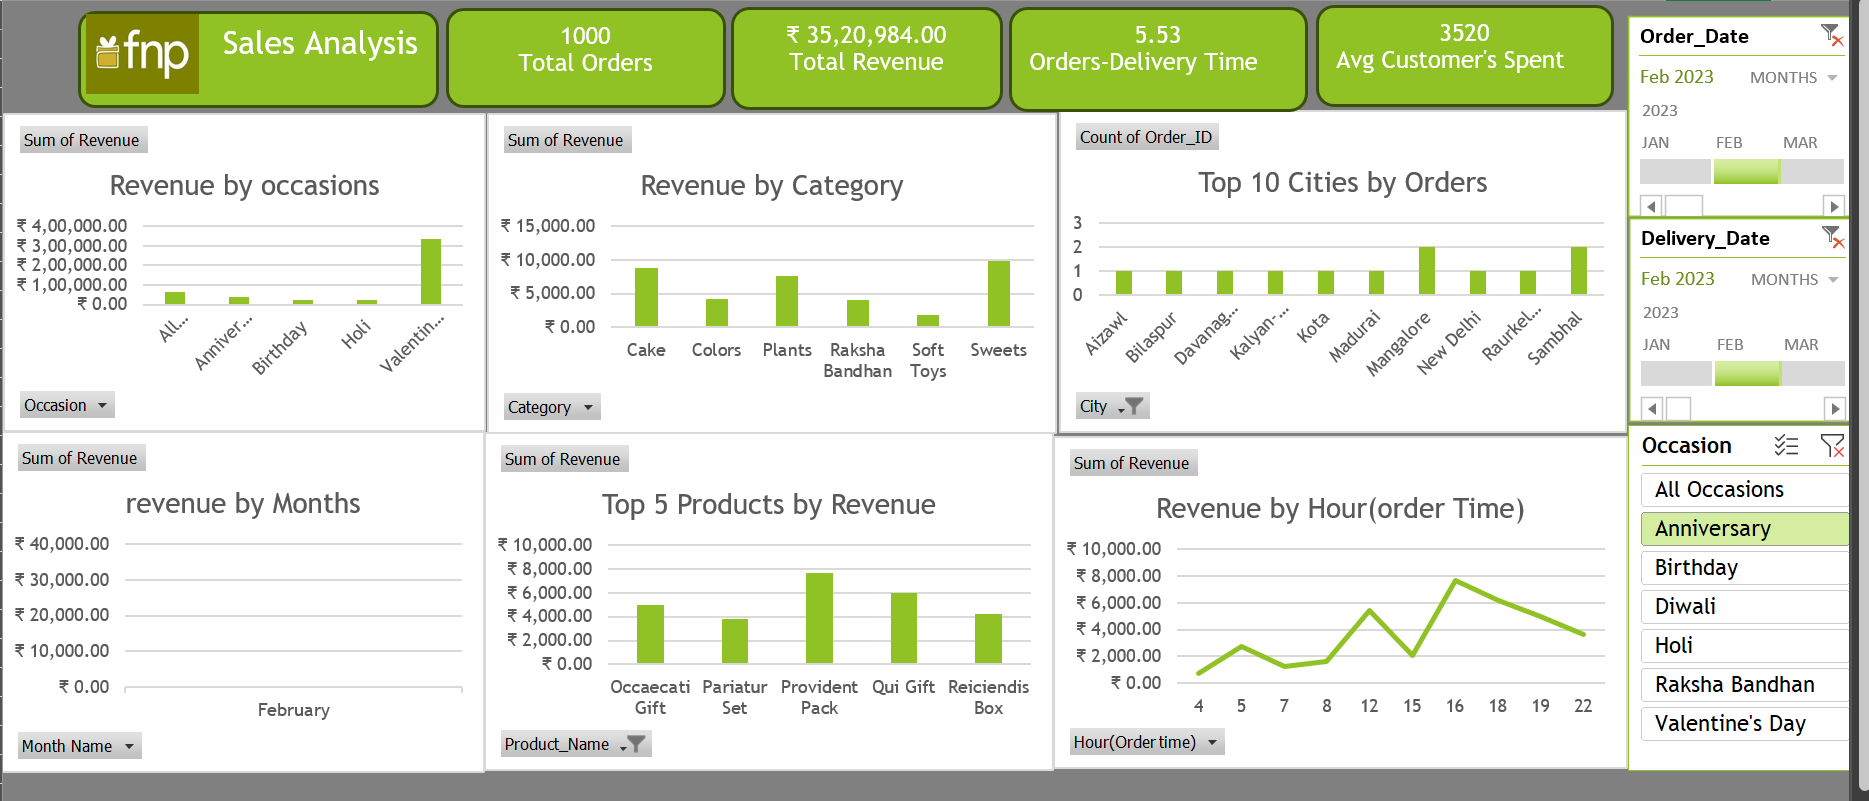 fnp
Sales Analysis
1000
Total Orders
₹ 35,20,984.00
Total Revenue
5.53
Orders-Delivery Time
3520
Avg Customer's Spent
Sum of Revenue
Revenue by occasions
₹ 4,00,000.00
₹ 3,00,000.00
₹ 2,00,000.00
₹ 1,00,000.00
₹ 0.00
All...
Anniver...
Birthday
Holi
Valentin...
Occasion
Sum of Revenue
Revenue by Category
₹ 15,000.00
₹ 10,000.00
₹ 5,000.00
₹ 0.00
Cake Colors Plants Raksha Bandhan Soft Toys Sweets
Category
Count of Order_ID
Top 10 Cities by Orders
3
2
1
0
Aizawl
Bilaspur
Davanag...
Kalyan-...
Kota
Madurai
Mangalore
New Delhi
Raurkel...
Sambhal
City
Sum of Revenue
revenue by Months
₹ 40,000.00
₹ 30,000.00
₹ 20,000.00
₹ 10,000.00
₹ 0.00
February
Month Name
Sum of Revenue
Top 5 Products by Revenue
₹ 10,000.00
₹ 8,000.00
₹ 6,000.00
₹ 4,000.00
₹ 2,000.00
₹ 0.00
Occaecati Gift Pariatur Set Provident Pack Qui Gift Reiciendis Box
Product_Name
Sum of Revenue
Revenue by Hour(order Time)
₹ 10,000.00
₹ 8,000.00
₹ 6,000.00
₹ 4,000.00
₹ 2,000.00
₹ 0.00
4 5 7 8 12 15 16 18 19 22
Hour(Order time)
Order_Date
Feb 2023 MONTHS
2023
JAN FEB MAR
Delivery_Date
Feb 2023 MONTHS
2023
JAN FEB MAR
Occasion
All Occasions
Anniversary
Birthday
Diwali
Holi
Raksha Bandhan
Valentine's Day